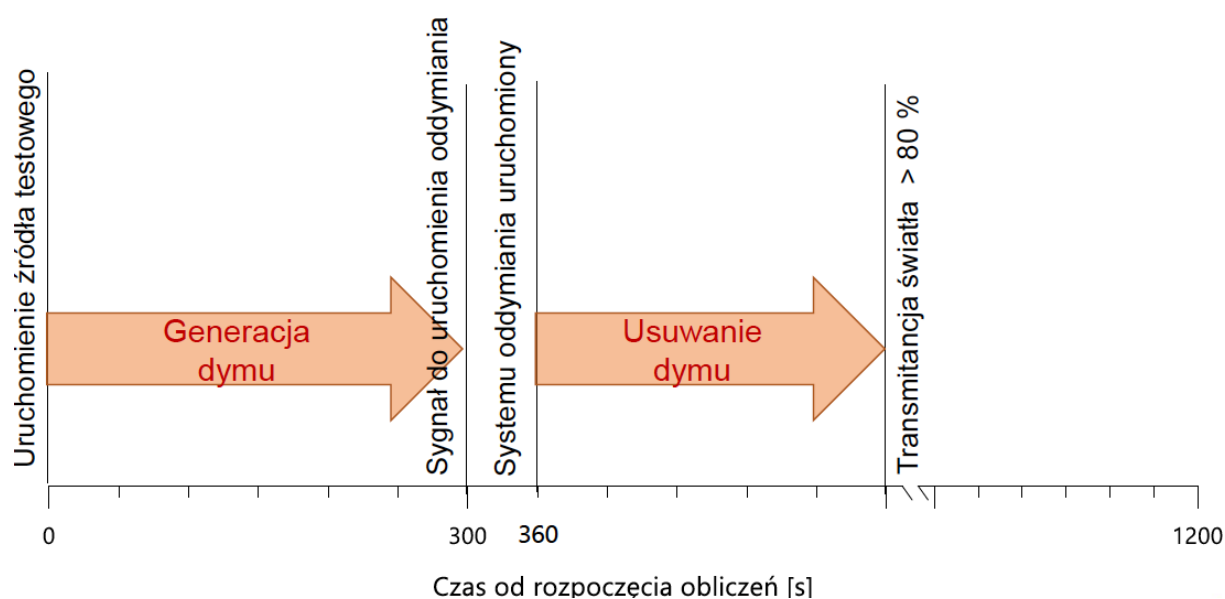 Uruchomienie źródła testowego
Generacja
dymu
Sygnał do uruchomienia oddymiania
Systemu oddymiania uruchomiony
Usuwanie
dymu
Transmitancja światła > 80 %
0
300
360
1200
Czas od rozpoczęcia obliczeń [s]